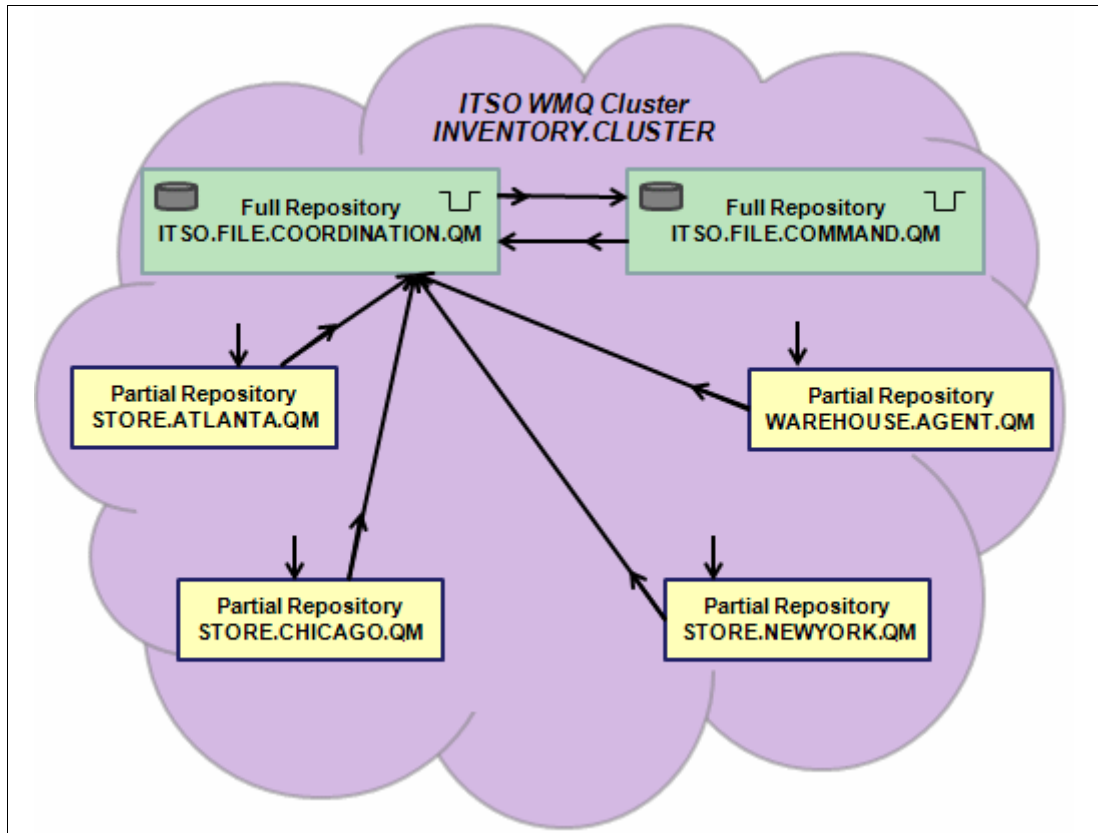 ITSO WMQ Cluster
INVENTORY.CLUSTER
Full Repository
ITSO.FILE.COORDINATION.QM
Full Repository
ITSO.FILE.COMMAND.QM
Partial Repository
STORE.ATLANTA.QM
Partial Repository
WAREHOUSE.AGENT.QM
Partial Repository
STORE.CHICAGO.QM
Partial Repository
STORE.NEWYORK.QM